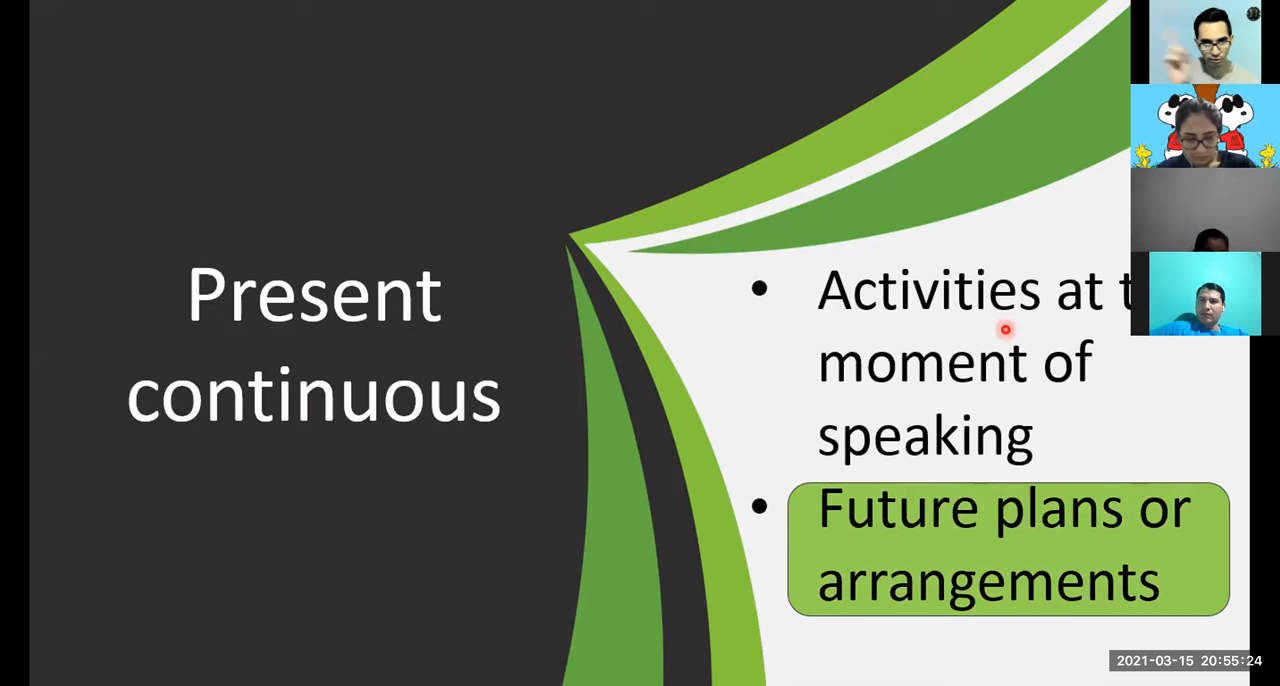 Present
continuous
• Activities at
moment of
speaking
• Future plans or
arrangements
2021-03-15 20:55:24